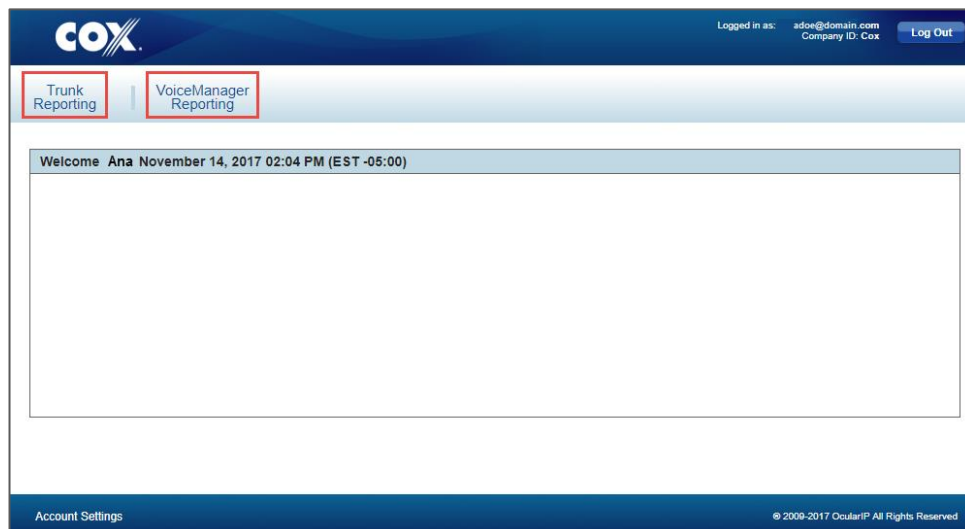 COX.
Logged in as: adoe@domain.com
Company ID: Cox
Log Out
Trunk
Reporting
VoiceManager
Reporting
Welcome Ana November 14, 2017 02:04 PM (EST -05:00)
Account Settings
© 2009-2017 OcularIP All Rights Reserved